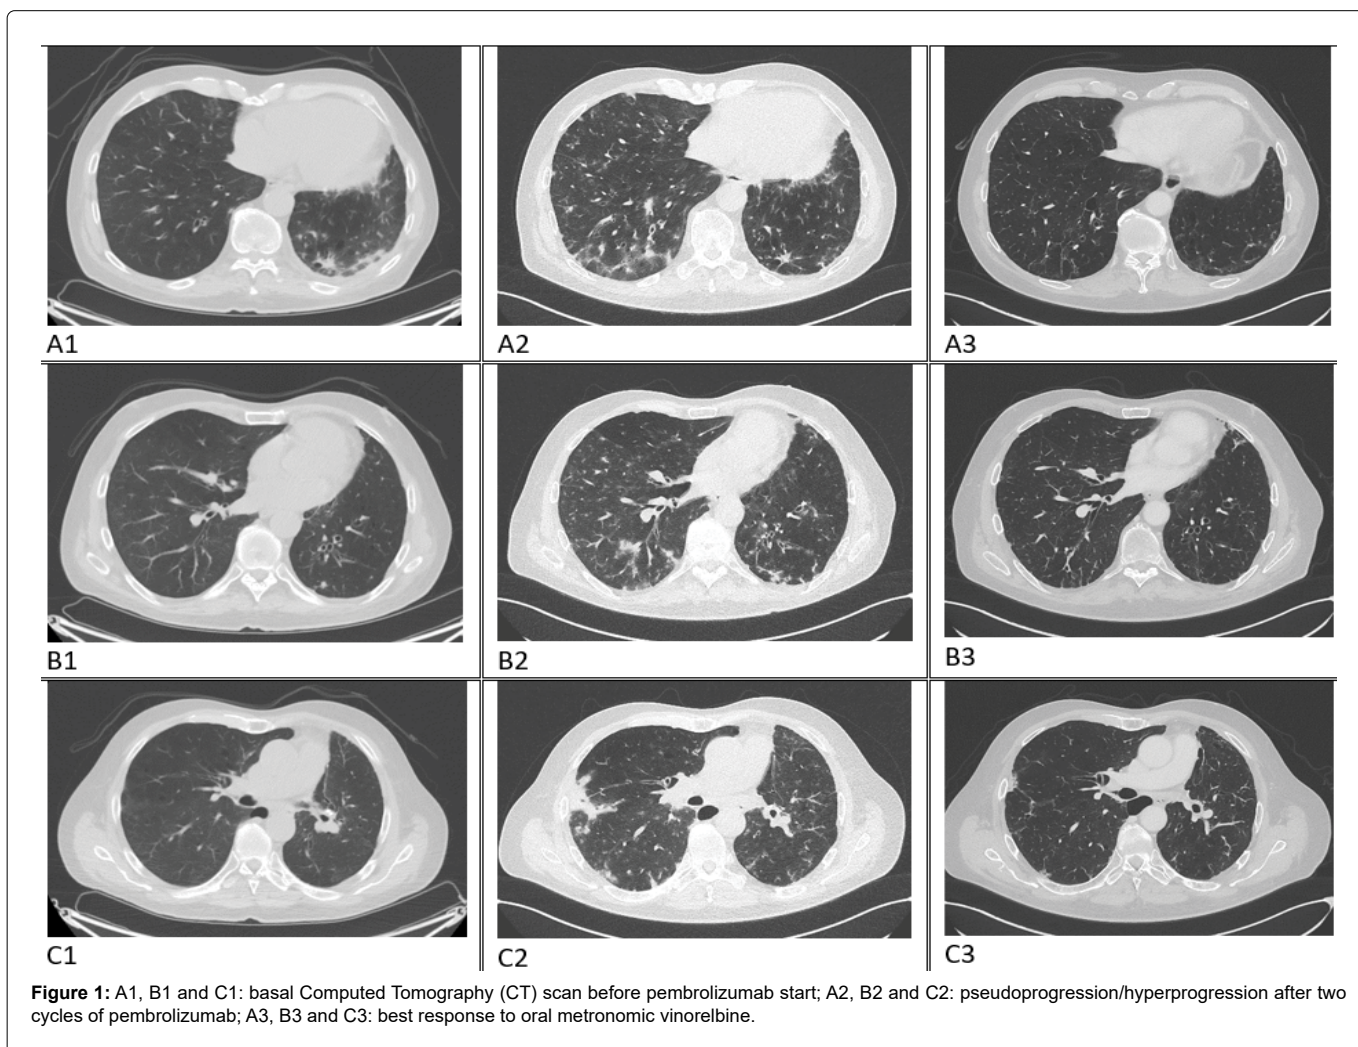 A1
A2
A3
B1
B2
B3
C1
C2
C3
Figure 1: A1, B1 and C1: basal Computed Tomography (CT) scan before pembrolizumab start; A2, B2 and C2: pseudoprogression/hyperprogression after two
cycles of pembrolizumab; A3, B3 and C3: best response to oral metronomic vinorelbine.